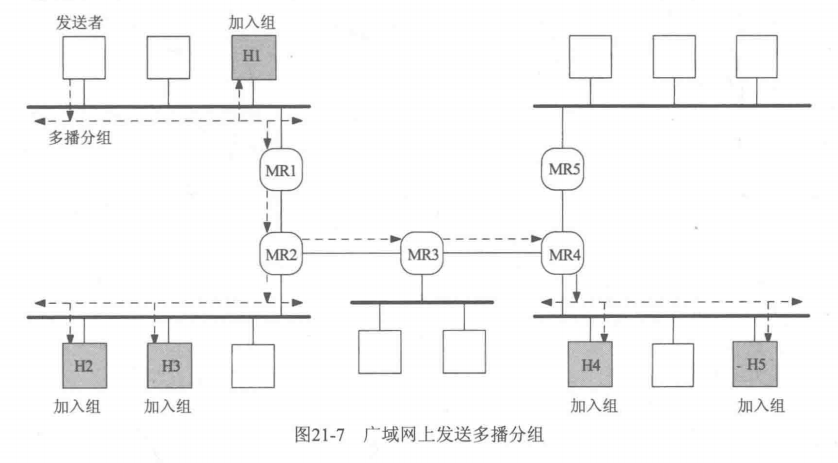 发送者
加入组
H1
多播分组
MR1
MR5
MR2
MR3
MR4
H2
H3
H4
H5
加入组
加入组
加入组
加入组
图21-7 广域网上发送多播分组